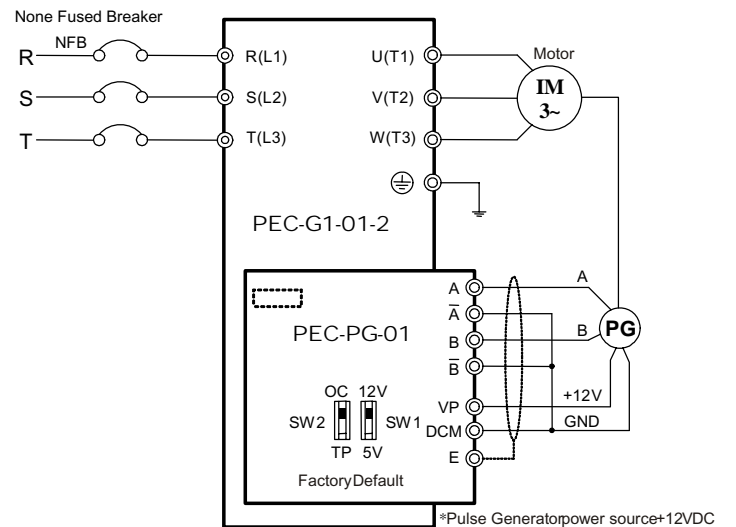 None Fused Breaker
R NFB R(L1) U(T1) Motor
S S(L2) V(T2) IM
3~
T T(L3) W(T3)
PEC-G1-01-2
A A
A̅
PEC-PG-01 B B PG
B̅
OC 12V VP +12V
SW2 SW1 DCM GND
TP 5V E
FactoryDefault
*Pulse Generatorpower source+12VDC